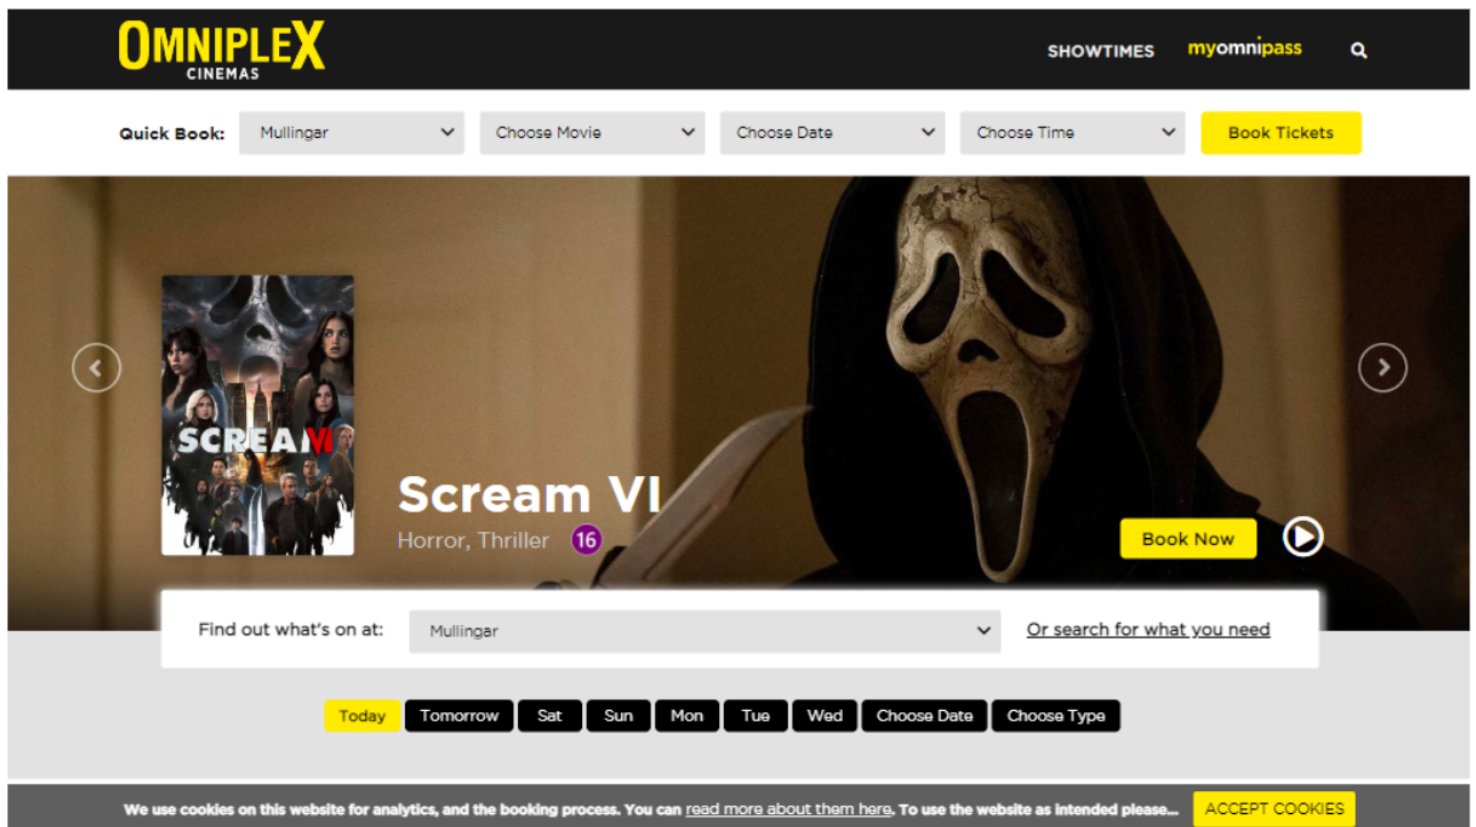 OMNIPLEX
CINEMAS
SHOWTIMES
myomnipass
Quick Book:
Mullingar
Choose Movie
Choose Date
Choose Time
Book Tickets
SCREAM VI
Scream VI
Horror, Thriller 16
Book Now
Find out what's on at:
Mullingar
Or search for what you need
Today
Tomorrow
Sat
Sun
Mon
Tue
Wed
Choose Date
Choose Type
We use cookies on this website for analytics, and the booking process. You can read more about them here. To use the website as intended please...
ACCEPT COOKIES